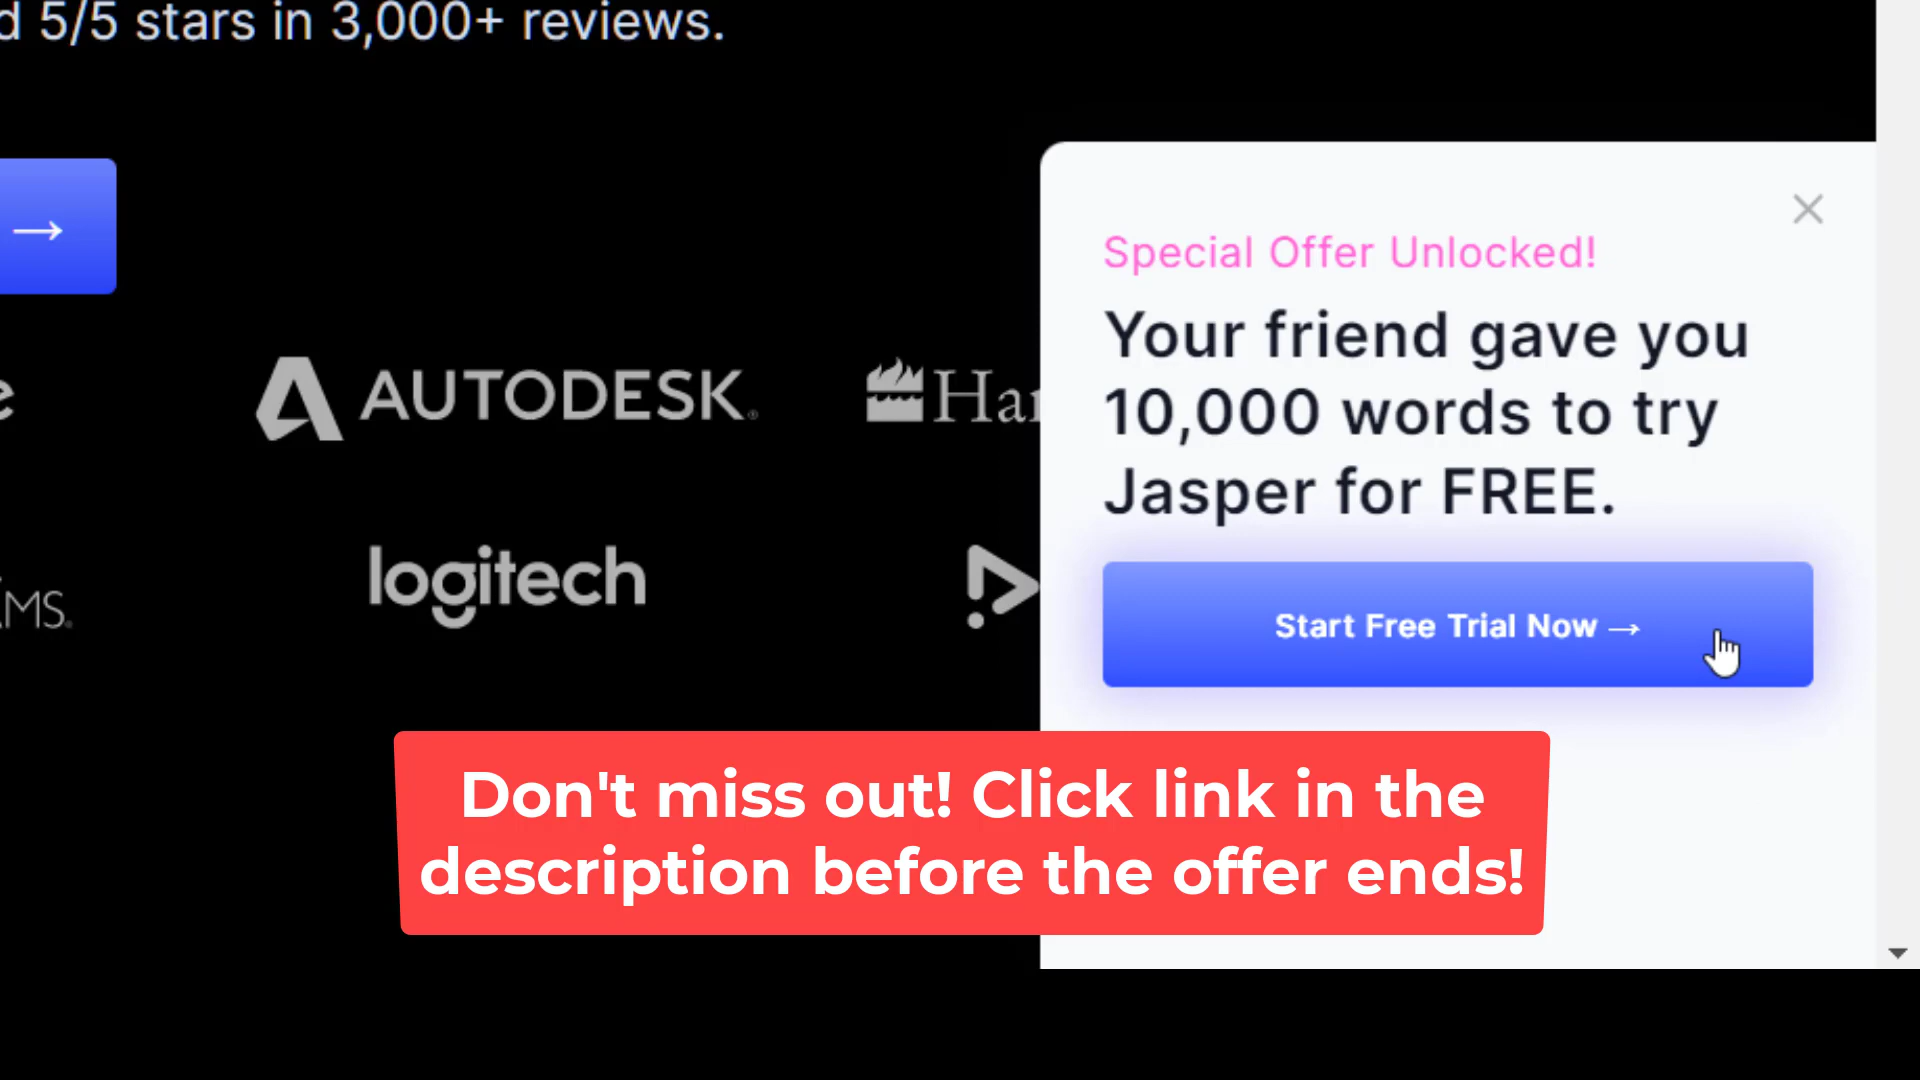 5/5 stars in 3,000+ reviews.
→
Special Offer Unlocked!
Your friend gave you
10,000 words to try
Jasper for FREE.
AUTODESK®
Start Free Trial Now →
logitech
Don't miss out! Click link in the
description before the offer ends!